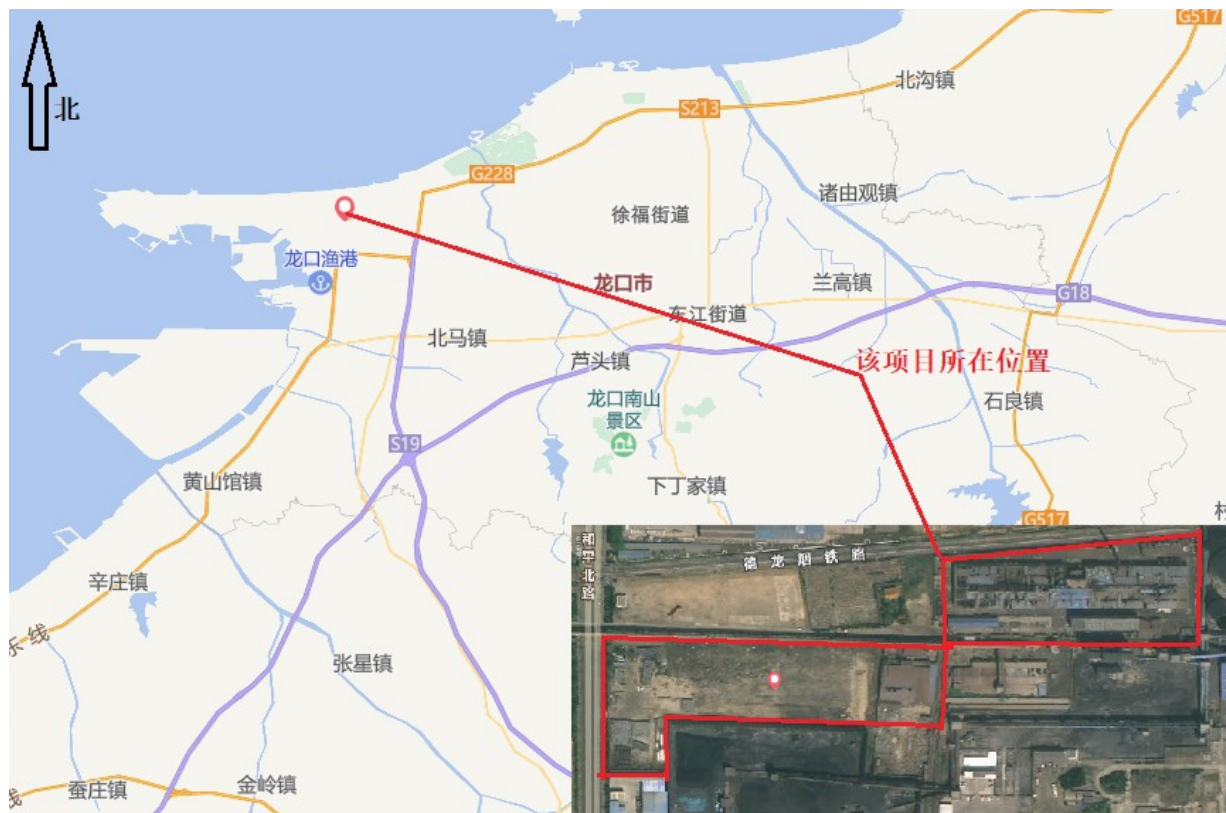 G517
北
北沟镇
S213
G228
诸由观镇
徐福街道
龙口渔港
龙口市
兰高镇
G18
东江街道
北马镇
芦头镇
该项目所在位置
龙口南山
景区
石良镇
S19
黄山馆镇
下丁家镇
G517
村
和平北路
德龙烟铁路
辛庄镇
乐线
张星镇
金岭镇
蚕庄镇
线